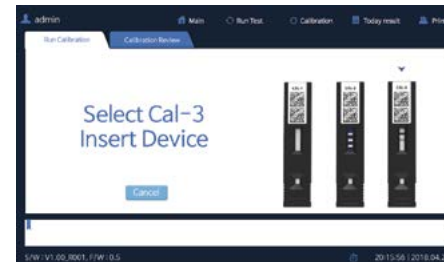 admin
Main
Run Test
Calibration
Today result
Run Calibration
Calibration Review
Select Cal-3
Insert Device
Cancel
S/W : V1.00_R001, F/W : 0.5
20:15:56 | 2018.04.